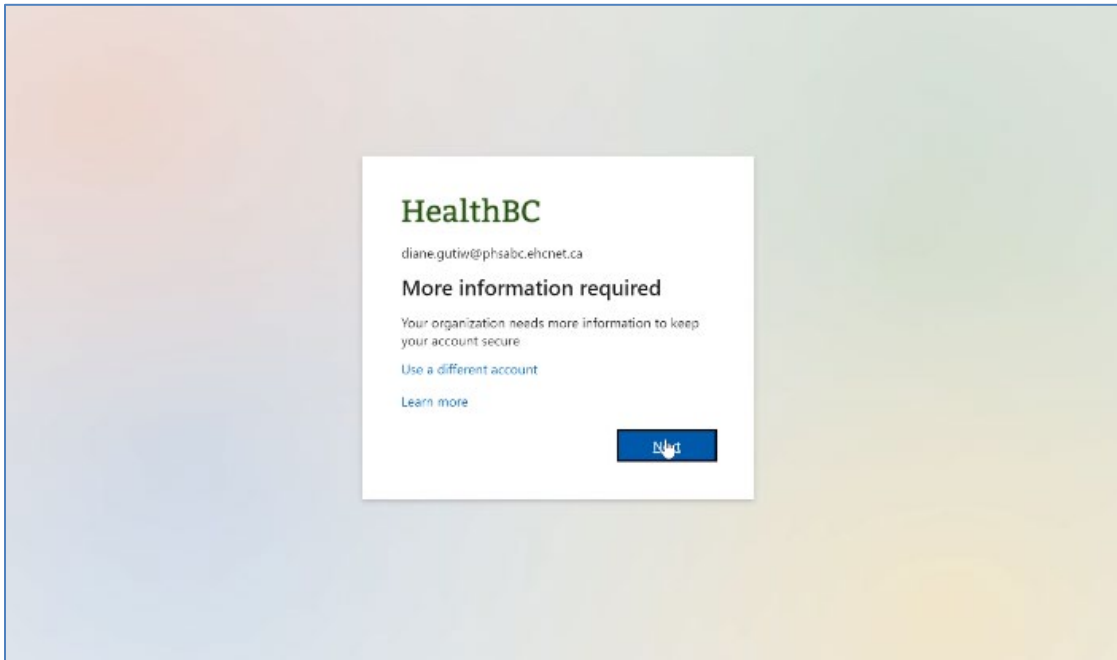 HealthBC
diane.gutiw@phsabc.ehcnet.ca
More information required
Your organization needs more information to keep
your account secure
Use a different account
Learn more
Next